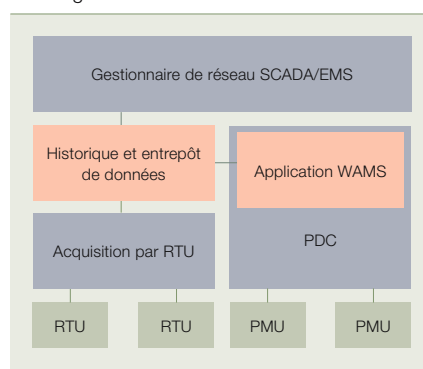 Gestionnaire de réseau SCADA/EMS
Historique et entrepôt
de données
Application WAMS
Acquisition par RTU
PDC
RTU
RTU
PMU
PMU